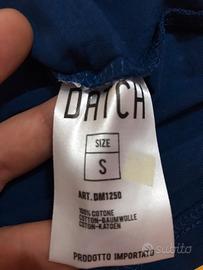 DATCH
SIZE
S
ART. DM1250
100% COTONE
COTTON-BAUMWOLLE
COTON-KATOEN
PRODOTTO IMPORTATO
subito